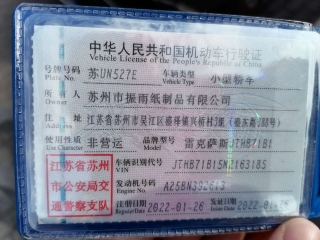 中华人民共和国机动车行驶证
Vehicle License of the People's Republic of China
号牌号码 苏UN527E 车辆类型 小型轿车
Plate No. Vehicle Type
所有人 苏州市振雨纸制品有限公司
Owner
住址 江苏省苏州市吴江区
Address
使用性质 非营运 雷克萨斯JTHB71B1
Use Character
江苏省苏州
市公安局交
通警察支队
车辆识别代号
VIN
发动机号码
Engine No.
注册日期 2022-01-26 发证日期 2022-01-26
Register Date Issue Date